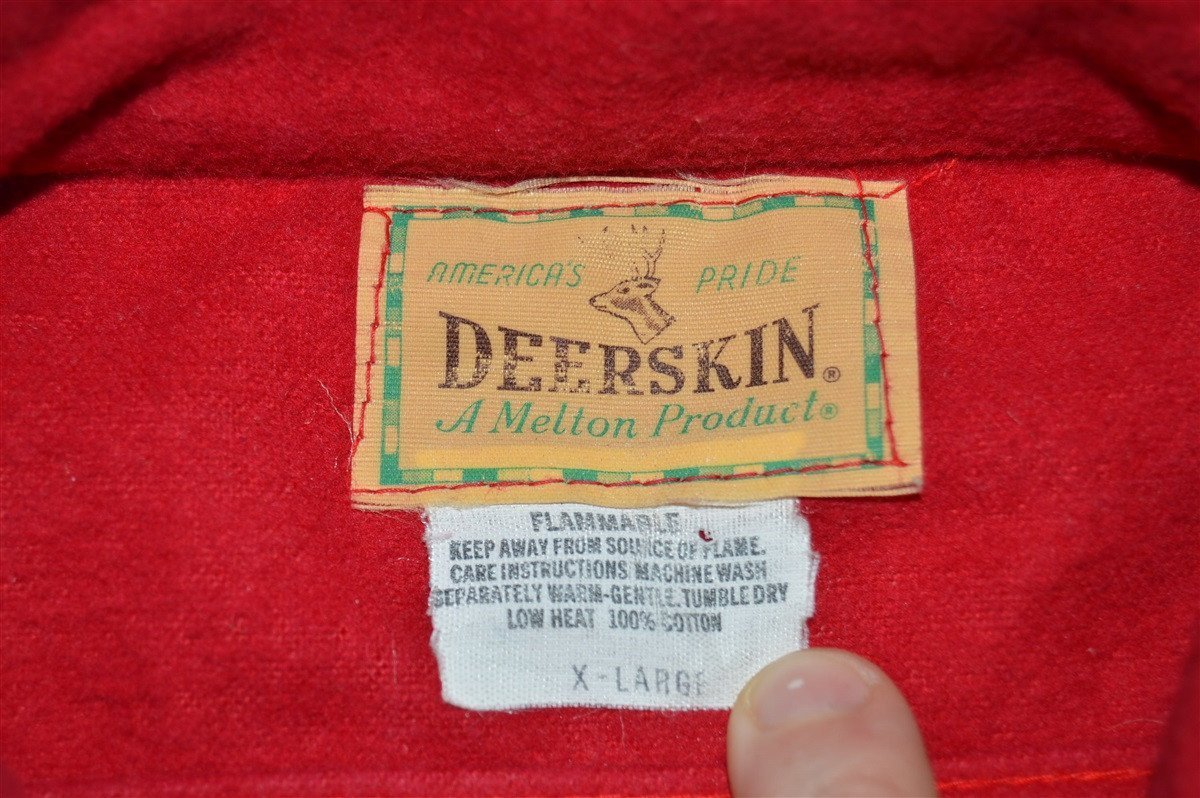 AMERICA'S PRIDE
DEERSKIN®
A Melton Product®
FLAMMABLE
KEEP AWAY FROM SOURCE OF FLAME.
CARE INSTRUCTIONS MACHINE WASH
SEPARATELY WARM-GENTLE. TUMBLE DRY
LOW HEAT 100% COTTON
X-LARGE